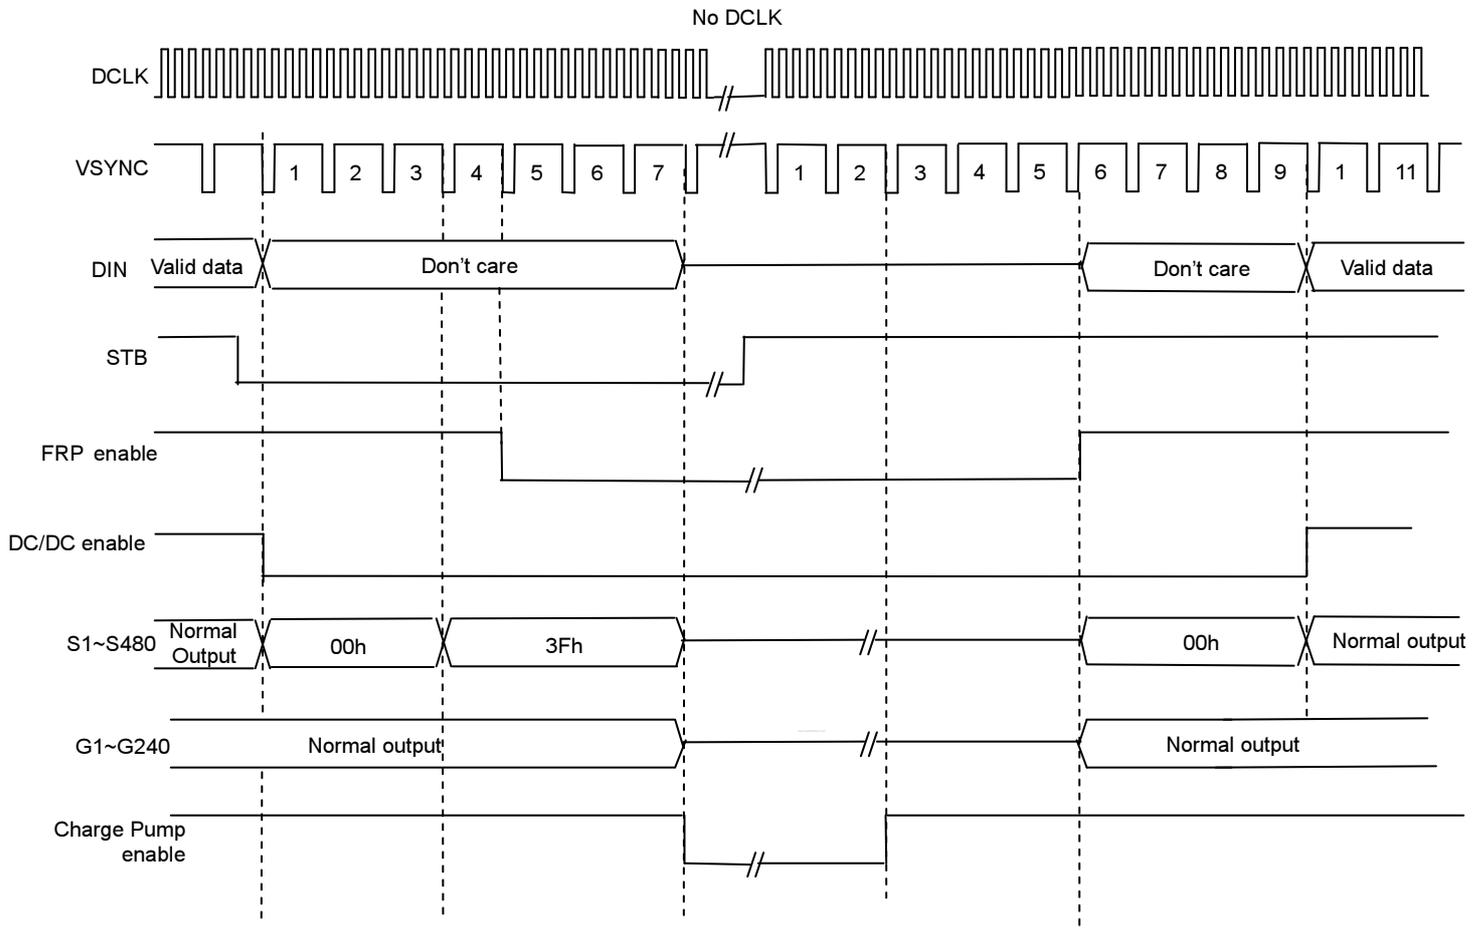 No DCLK
DCLK
VSYNC 1 2 3 4 5 6 7 1 2 3 4 5 6 7 8 9 1 11
DIN Valid data Don't care Don't care Valid data
STB
FRP enable
DC/DC enable
S1~S480 Normal Output 00h 3Fh 00h Normal output
G1~G240 Normal output Normal output
Charge Pump
enable